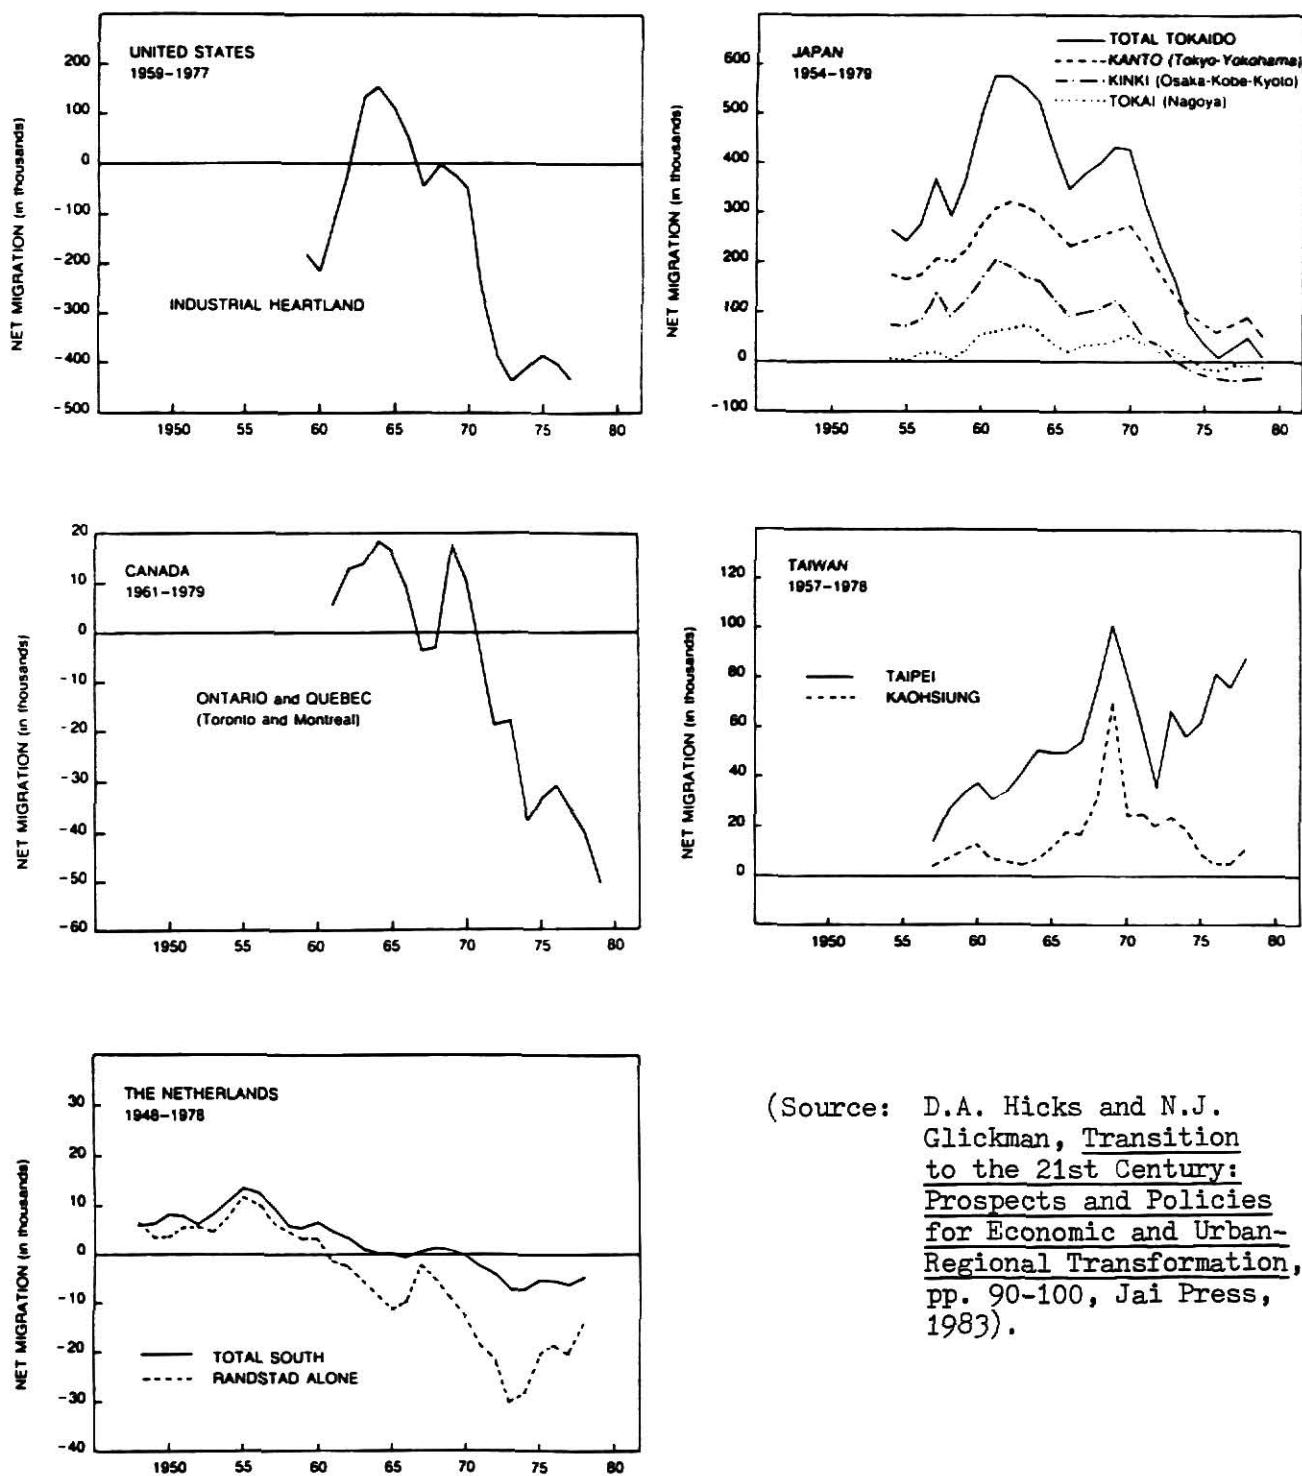 UNITED STATES
1959–1977
NET MIGRATION (in thousands)
200
100
0
-100
-200
-300
-400
-500
INDUSTRIAL HEARTLAND
1950 55 60 65 70 75 80
JAPAN
1954–1979
TOTAL TOKAIDO
KANTO (Tokyo-Yokohama)
KINKI (Osaka-Kobe-Kyoto)
TOKAI (Nagoya)
NET MIGRATION (in thousands)
600
500
400
300
200
100
0
-100
1950 55 60 65 70 75 80
CANADA
1961–1979
NET MIGRATION (in thousands)
20
10
0
-10
-20
-30
-40
-50
-60
ONTARIO and QUEBEC
(Toronto and Montreal)
1950 55 60 65 70 75 80
TAIWAN
1957–1978
NET MIGRATION (in thousands)
120
100
80
60
40
20
0
TAIPEI
KAOHSIUNG
1950 55 60 65 70 75 80
THE NETHERLANDS
1948–1978
NET MIGRATION (in thousands)
30
20
10
0
-10
-20
-30
-40
TOTAL SOUTH
RANDSTAD ALONE
1950 55 60 65 70 75 80
(Source: D.A. Hicks and N.J.
Glickman, Transition
to the 21st Century:
Prospects and Policies
for Economic and Urban-
Regional Transformation,
pp. 90-100, Jai Press,
1983).